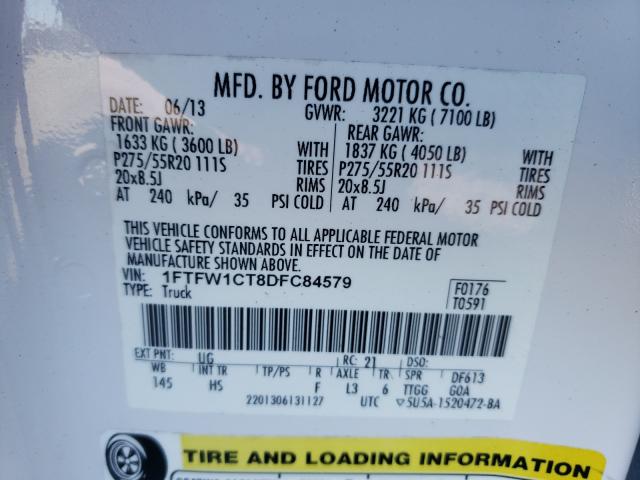 MFD. BY FORD MOTOR CO.
DATE: 06/13 GVWR: 3221 KG ( 7100 LB)
FRONT GAWR: REAR GAWR:
1633 KG ( 3600 LB) WITH 1837 KG ( 4050 LB) WITH
P275/55R20 111S TIRES P275/55R20 111S TIRES
20x8.5J RIMS 20x8.5J RIMS
AT 240 kPa/ 35 PSI COLD AT 240 kPa/ 35 PSI COLD
THIS VEHICLE CONFORMS TO ALL APPLICABLE FEDERAL MOTOR
VEHICLE SAFETY STANDARDS IN EFFECT ON THE DATE OF
MANUFACTURE SHOWN ABOVE.
VIN: 1FTFW1CT8DFC84579 F0176
TYPE: Truck T0591
EXT PNT: UG RC: 21 DSO:
WB INT TR TP/PS R AXLE TR SPR DF613
145 HS F L3 6 TTGG GOA
2201306131127 UTC 5U5A-1520472-BA
TIRE AND LOADING INFORMATION